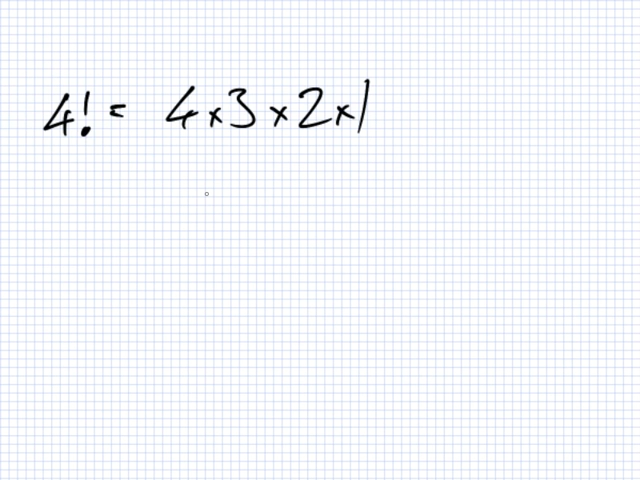 4! = 4 × 3 × 2 × 1